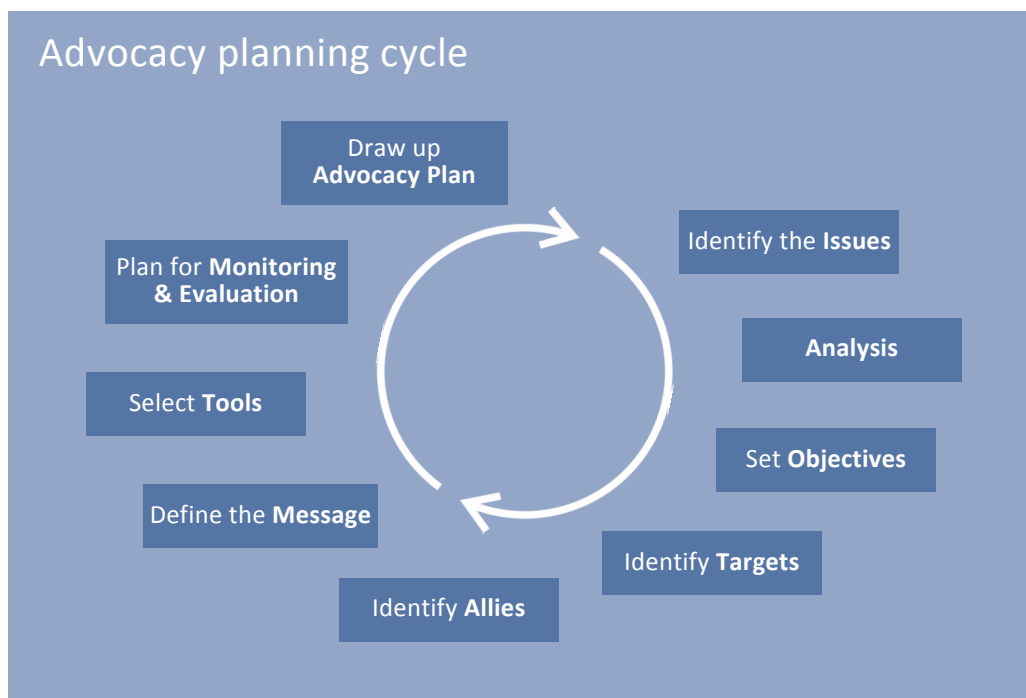 Advocacy planning cycle
Draw up
Advocacy Plan
Identify the Issues
Plan for Monitoring
& Evaluation
Analysis
Select Tools
Set Objectives
Define the Message
Identify Targets
Identify Allies